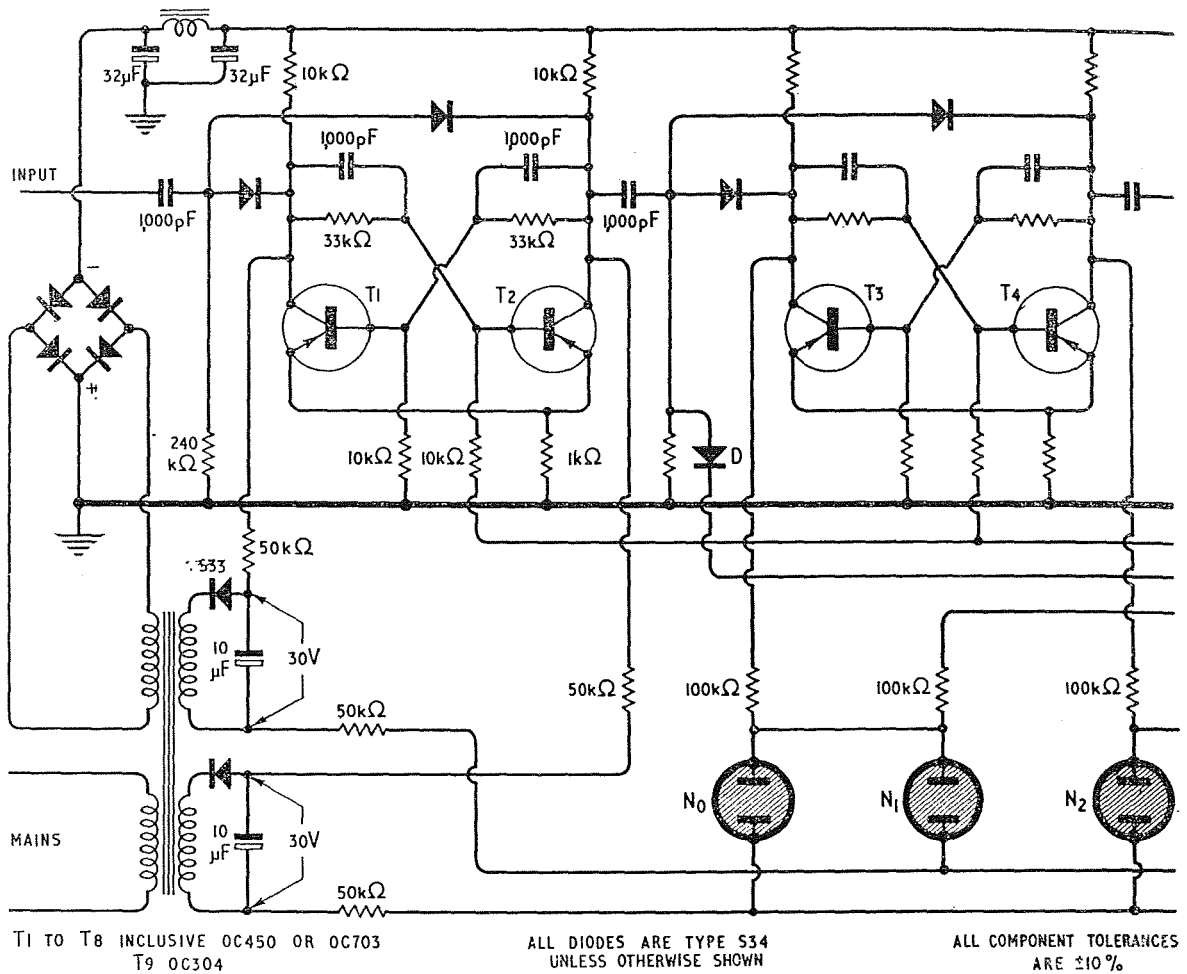 32µF
32µF
10kΩ
10kΩ
1,000pF
1,000pF
INPUT
1,000pF
33kΩ
33kΩ
1,000pF
T1
T2
T3
T4
−
+
240
kΩ
10kΩ
10kΩ
1kΩ
D
50kΩ
S33
10
µF
30V
50kΩ
50kΩ
100kΩ
100kΩ
100kΩ
N0
N1
N2
MAINS
10
µF
30V
50kΩ
T1 TO T8 INCLUSIVE OC450 OR OC703
T9 OC304
ALL DIODES ARE TYPE S34
UNLESS OTHERWISE SHOWN
ALL COMPONENT TOLERANCES
ARE ±10%